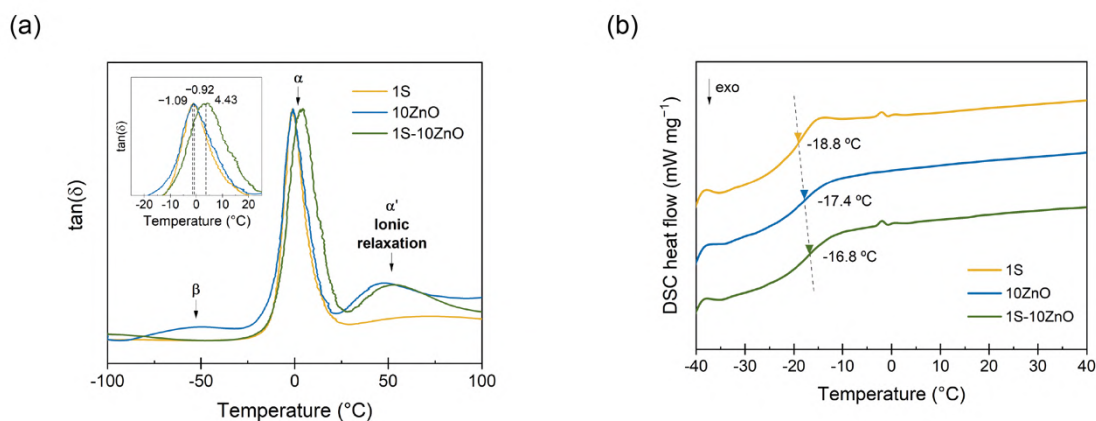 (a)
tan(δ)
−0.92
−1.09
4.43
tan(δ)
-20 -10 0 10 20
Temperature (°C)
α
1S
10ZnO
1S-10ZnO
α'
Ionic
relaxation
β
-100 -50 0 50 100
Temperature (°C)
(b)
DSC heat flow (mW mg⁻¹)
exo
-18.8 ºC
-17.4 ºC
-16.8 ºC
1S
10ZnO
1S-10ZnO
-40 -30 -20 -10 0 10 20 30 40
Temperature (°C)